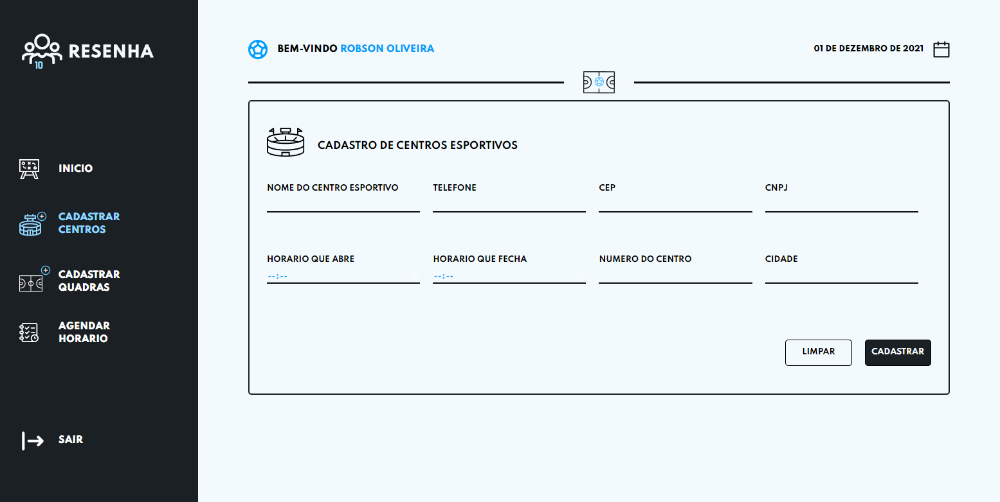 RESENHA
10
INICIO
CADASTRAR
CENTROS
CADASTRAR
QUADRAS
AGENDAR
HORARIO
SAIR
BEM-VINDO ROBSON OLIVEIRA
01 DE DEZEMBRO DE 2021
CADASTRO DE CENTROS ESPORTIVOS
NOME DO CENTRO ESPORTIVO
TELEFONE
CEP
CNPJ
HORARIO QUE ABRE
HORARIO QUE FECHA
NUMERO DO CENTRO
CIDADE
--:--
--:--
LIMPAR
CADASTRAR